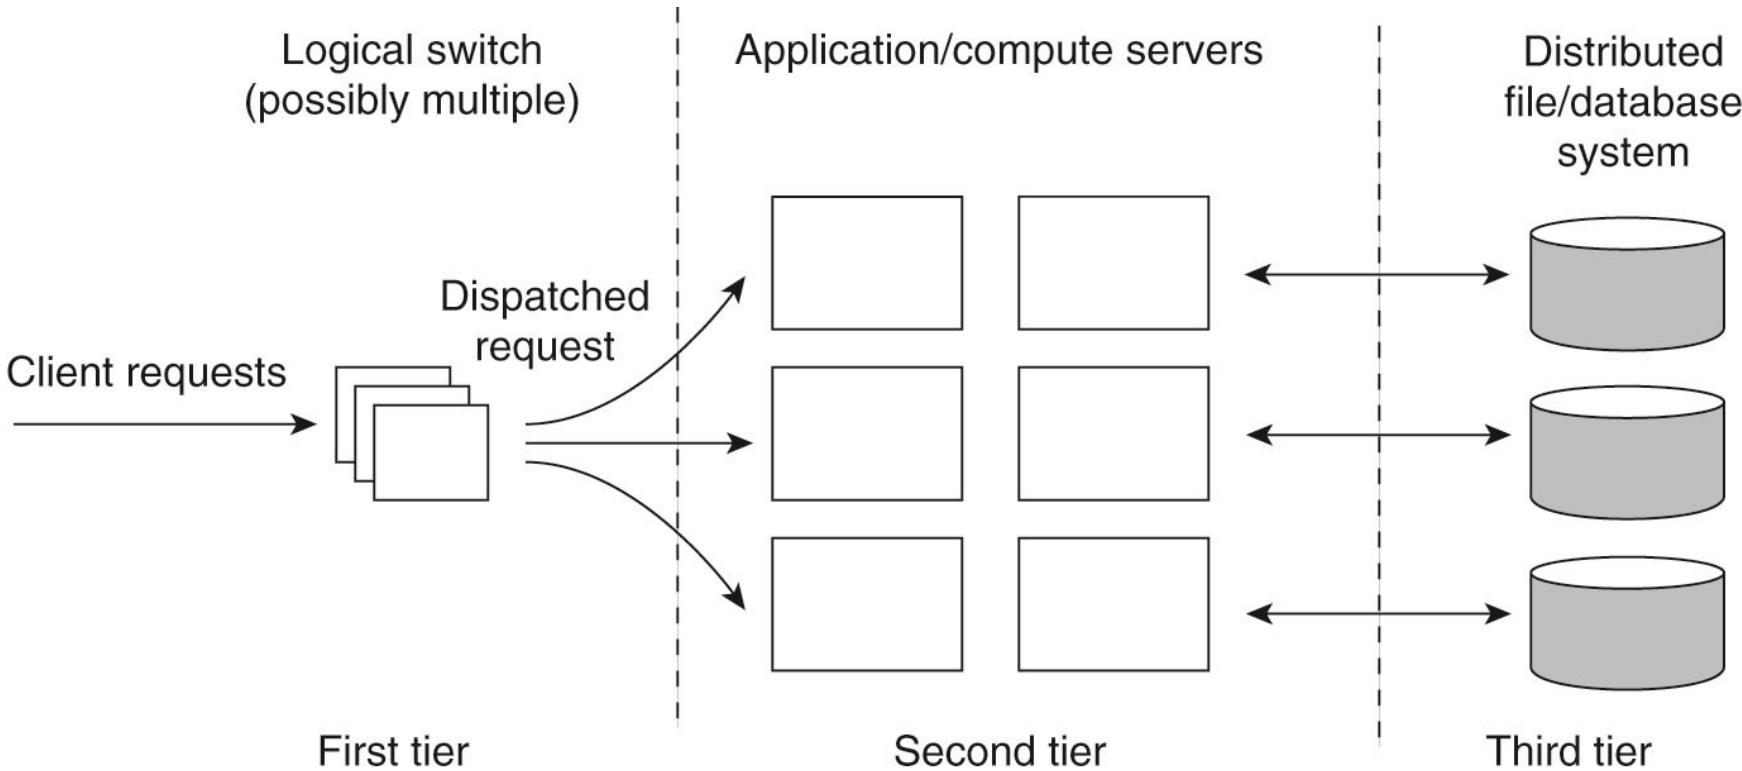 Logical switch
(possibly multiple)
Application/compute servers
Distributed
file/database
system
Dispatched
request
Client requests
First tier
Second tier
Third tier